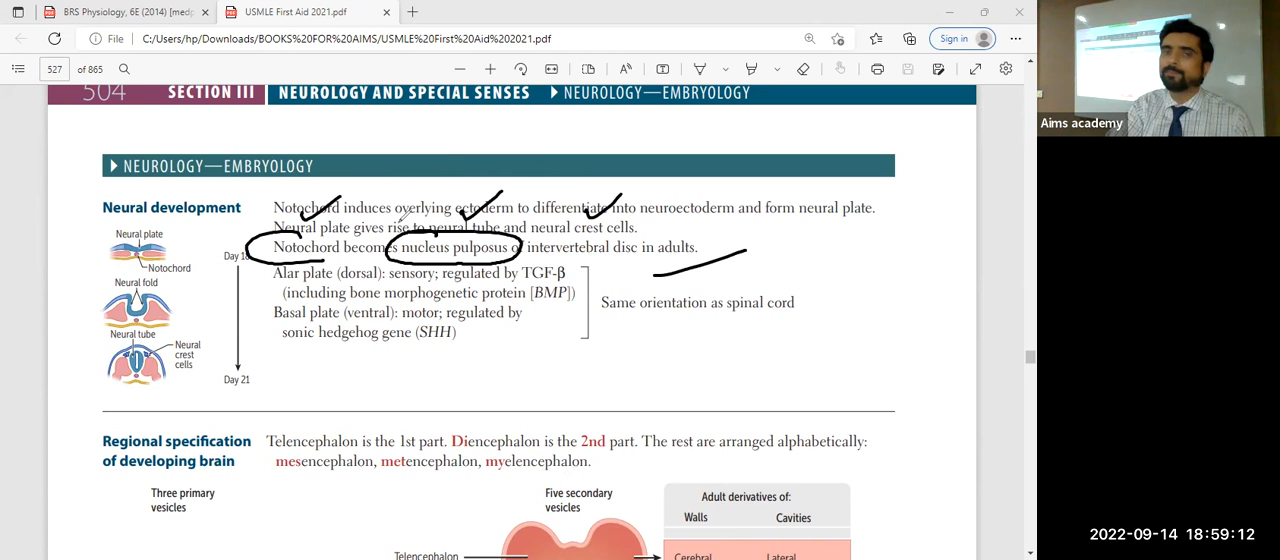 BRS Physiology, 6E (2014) [medp
USMLE First Aid 2021.pdf
File
C:/Users/hp/Downloads/BOOKS%20FOR%20AIMS/USMLE%20First%20Aid%202021.pdf
Sign in
527
of 865
504 SECTION III NEUROLOGY AND SPECIAL SENSES NEUROLOGY—EMBRYOLOGY
Aims academy
NEUROLOGY—EMBRYOLOGY
Neural development
Notochord induces overlying ectoderm to differentiate into neuroectoderm and form neural plate.
Neural plate gives rise to neural tube and neural crest cells.
Notochord becomes nucleus pulposus of intervertebral disc in adults.
Alar plate (dorsal): sensory; regulated by TGF-β
(including bone morphogenetic protein [BMP])
Basal plate (ventral): motor; regulated by
sonic hedgehog gene (SHH)
Same orientation as spinal cord
Neural plate
Day 18
Notochord
Neural fold
Neural tube
Neural
crest
cells
Day 21
Regional specification
of developing brain
Telencephalon is the 1st part. Diencephalon is the 2nd part. The rest are arranged alphabetically:
mesencephalon, metencephalon, myelencephalon.
Three primary
vesicles
Five secondary
vesicles
Adult derivatives of:
Walls
Cavities
Telencephalon
Cerebral
Lateral
2022-09-14 18:59:12